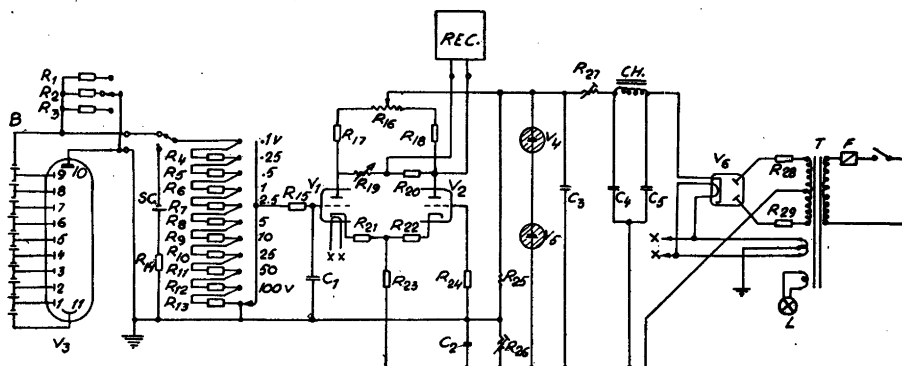 REC.
R1
R2
R3
B
10
9
8
7
6
5
4
3
2
1
11
V3
SC
R14
.1V
.25
.5
1
2.5
5
10
25
50
100V
R4
R5
R6
R7
R8
R9
R10
R11
R12
R13
R15
C1
R16
R17
R18
R19
R20
V1
V2
R21
R22
x x
R23
R24
C2
R25
R26
V4
V5
C3
R27
CH.
C4
C5
V6
R28
R29
T
F
x
x
L